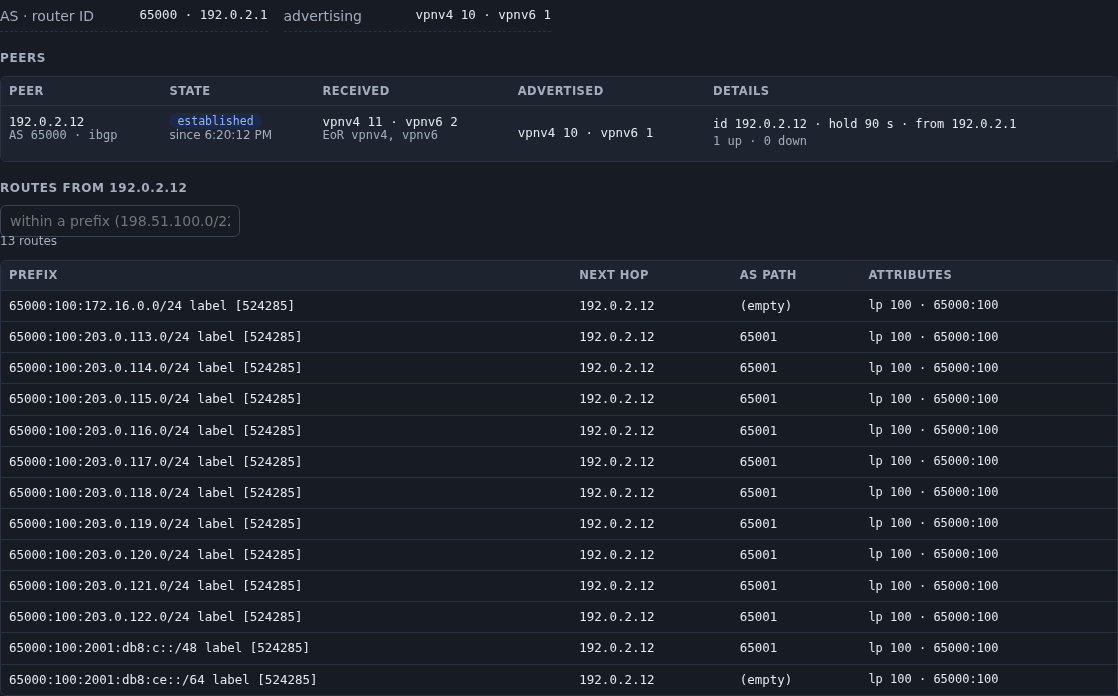 AS · router ID 65000 · 192.0.2.1 advertising vpnv4 10 · vpnv6 1
PEERS
PEER STATE RECEIVED ADVERTISED DETAILS
192.0.2.12 established vpnv4 11 · vpnv6 2 vpnv4 10 · vpnv6 1 id 192.0.2.12 · hold 90 s · from 192.0.2.1
AS 65000 · ibgp since 6:20:12 PM EoR vpnv4, vpnv6 1 up · 0 down
ROUTES FROM 192.0.2.12
within a prefix (198.51.100.0/22
13 routes
PREFIX NEXT HOP AS PATH ATTRIBUTES
65000:100:172.16.0.0/24 label [524285] 192.0.2.12 (empty) lp 100 · 65000:100
65000:100:203.0.113.0/24 label [524285] 192.0.2.12 65001 lp 100 · 65000:100
65000:100:203.0.114.0/24 label [524285] 192.0.2.12 65001 lp 100 · 65000:100
65000:100:203.0.115.0/24 label [524285] 192.0.2.12 65001 lp 100 · 65000:100
65000:100:203.0.116.0/24 label [524285] 192.0.2.12 65001 lp 100 · 65000:100
65000:100:203.0.117.0/24 label [524285] 192.0.2.12 65001 lp 100 · 65000:100
65000:100:203.0.118.0/24 label [524285] 192.0.2.12 65001 lp 100 · 65000:100
65000:100:203.0.119.0/24 label [524285] 192.0.2.12 65001 lp 100 · 65000:100
65000:100:203.0.120.0/24 label [524285] 192.0.2.12 65001 lp 100 · 65000:100
65000:100:203.0.121.0/24 label [524285] 192.0.2.12 65001 lp 100 · 65000:100
65000:100:203.0.122.0/24 label [524285] 192.0.2.12 65001 lp 100 · 65000:100
65000:100:2001:db8:c::/48 label [524285] 192.0.2.12 65001 lp 100 · 65000:100
65000:100:2001:db8:ce::/64 label [524285] 192.0.2.12 (empty) lp 100 · 65000:100